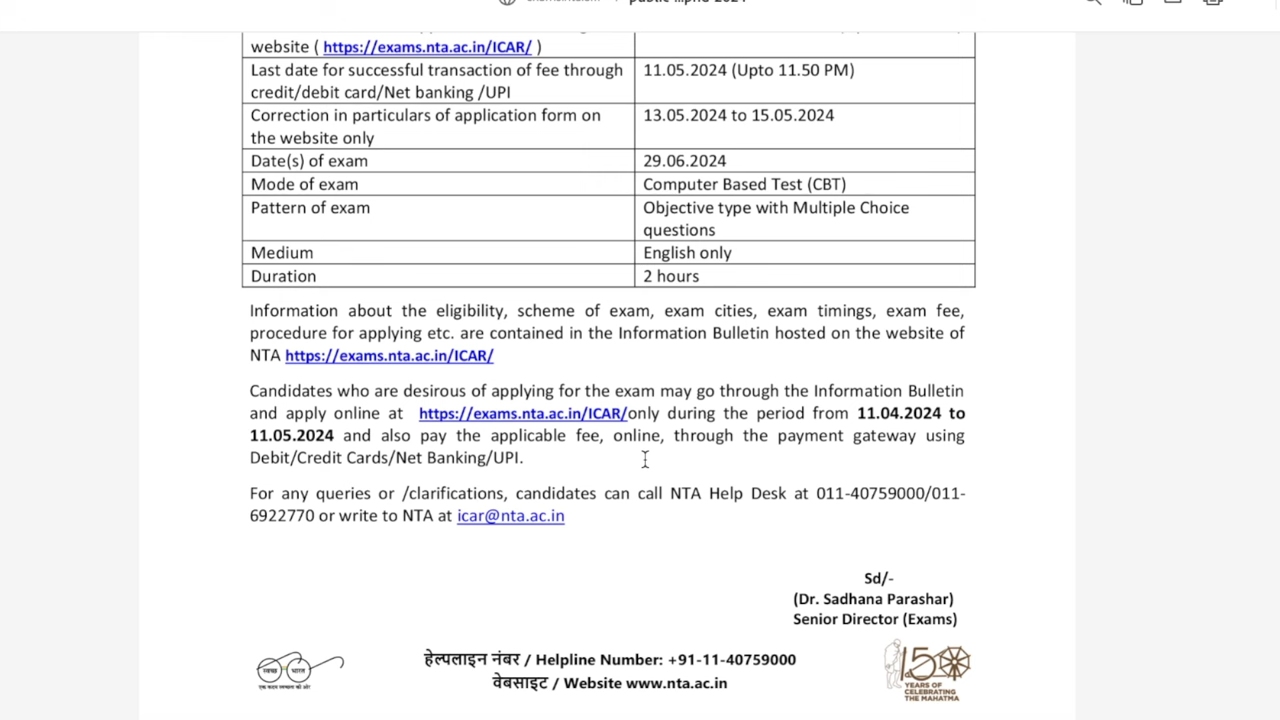 website ( https://exams.nta.ac.in/ICAR/ )
Last date for successful transaction of fee through
credit/debit card/Net banking /UPI
11.05.2024 (Upto 11.50 PM)
Correction in particulars of application form on
the website only
13.05.2024 to 15.05.2024
Date(s) of exam
29.06.2024
Mode of exam
Computer Based Test (CBT)
Pattern of exam
Objective type with Multiple Choice
questions
Medium
English only
Duration
2 hours
Information about the eligibility, scheme of exam, exam cities, exam timings, exam fee,
procedure for applying etc. are contained in the Information Bulletin hosted on the website of
NTA https://exams.nta.ac.in/ICAR/
Candidates who are desirous of applying for the exam may go through the Information Bulletin
and apply online at https://exams.nta.ac.in/ICAR/only during the period from 11.04.2024 to
11.05.2024 and also pay the applicable fee, online, through the payment gateway using
Debit/Credit Cards/Net Banking/UPI.
For any queries or /clarifications, candidates can call NTA Help Desk at 011-40759000/011-
6922770 or write to NTA at icar@nta.ac.in
Sd/-
(Dr. Sadhana Parashar)
Senior Director (Exams)
स्वच्छ भारत
एक कदम स्वच्छता की ओर
हेल्पलाइन नंबर / Helpline Number: +91-11-40759000
वेबसाइट / Website www.nta.ac.in
150
YEARS OF
CELEBRATING
THE MAHATMA